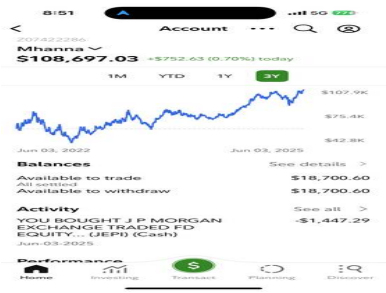 8:51
5G
Account
207422286
Mhanna
$108,697.03 +$752.63 (0.70%) today
1M YTD 1Y 3Y
$107.9K
$75.4K
$42.8K
Jun 03, 2022 Jun 03, 2025
Balances See details >
Available to trade $18,700.60
All settled
Available to withdraw $18,700.60
Activity See all >
YOU BOUGHT J P MORGAN -$1,447.29
EXCHANGE TRADED FD
EQUITY... (JEPI) (Cash)
Jun-03-2025
Performance
Home Investing Transact Planning Discover